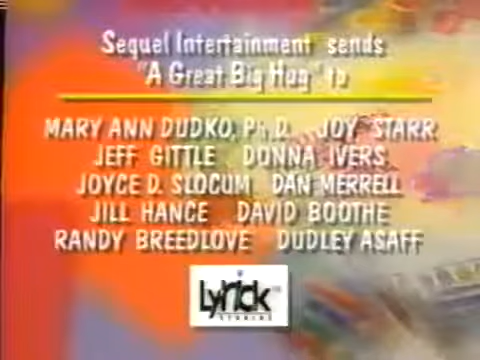 Sequel Intertainment sends
"A Great Big Hug" to
MARY ANN DUDKO, Ph.D. JOY STARR
JEFF GITTLE DONNA IVERS
JOYCE D. SLOCUM DAN MERRELL
JILL HANCE DAVID BOOTHE
RANDY BREEDLOVE DUDLEY ASAFF
Lyrick
STUDIOS